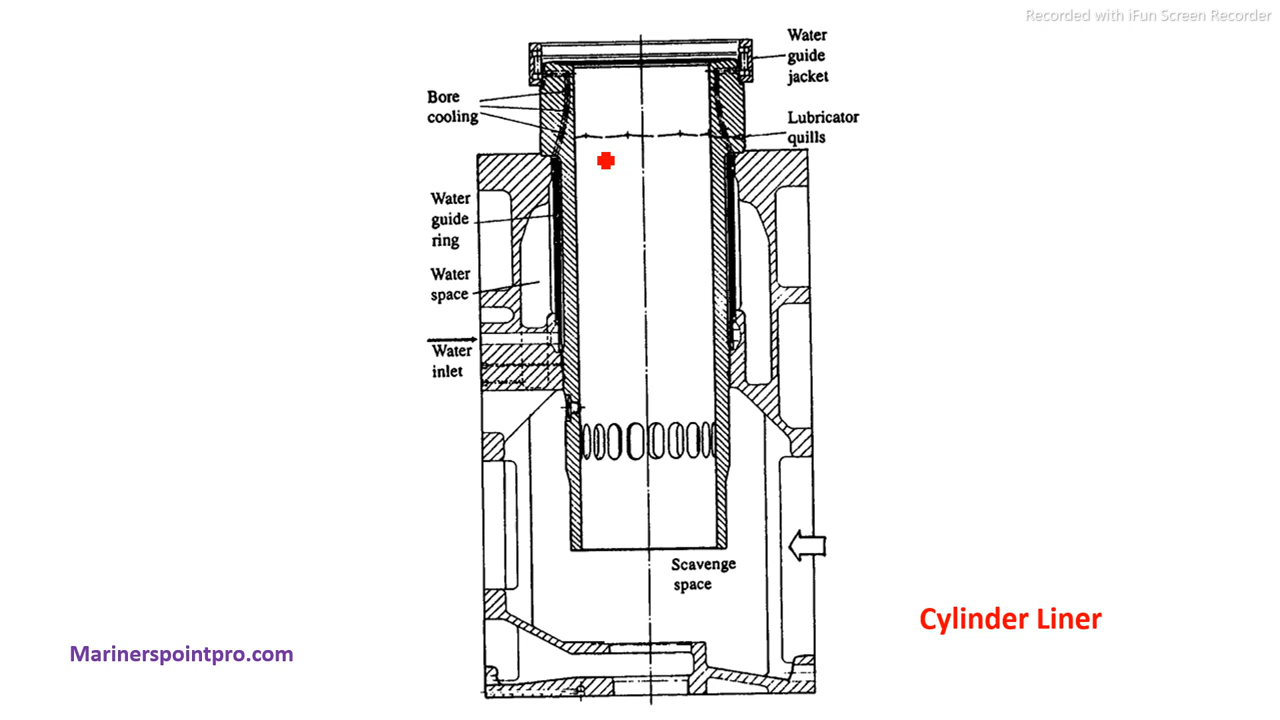 Recorded with iFun Screen Recorder
Water
guide
jacket
Bore
cooling
Lubricator
quills
Water
guide
ring
Water
space
Water
inlet
Scavenge
space
Cylinder Liner
Marinerspointpro.com